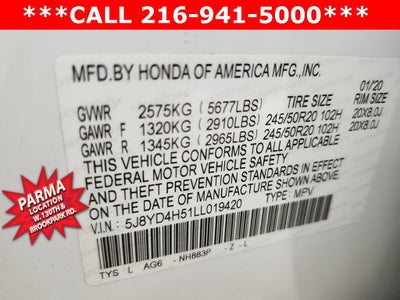 ***CALL 216-941-5000***
MFD.BY HONDA OF AMERICA MFG.,INC.
01/20
TIRE SIZE RIM SIZE
GVWR 2575KG (5677LBS)
GAWR F 1320KG (2910LBS) 245/50R20 102H 20X8.0J
GAWR R 1345KG (2965LBS) 245/50R20 102H 20X8.0J
THIS VEHICLE CONFORMS TO ALL APPLICABLE
FEDERAL MOTOR VEHICLE SAFETY
AND THEFT PREVENTION STANDARDS IN EFFECT
ON THE DATE OF MANUFACTURE SHOWN ABOVE.
V.I.N.: 5J8YD4H51LL019420 TYPE: MPV
TYS L AG6 -NH883P -Z-L
PARMA
LOCATION
W.130TH &
BROOKPARK RD.